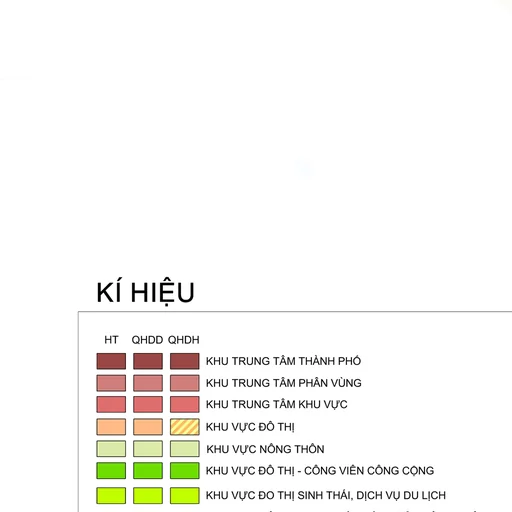 KÍ HIỆU
HT QHDD QHDH
KHU TRUNG TÂM THÀNH PHỐ
KHU TRUNG TÂM PHÂN VÙNG
KHU TRUNG TÂM KHU VỰC
KHU VỰC ĐÔ THỊ
KHU VỰC NÔNG THÔN
KHU VỰC ĐÔ THỊ - CÔNG VIÊN CÔNG CỘNG
KHU VỰC ĐO THỊ SINH THÁI, DỊCH VỤ DU LỊCH